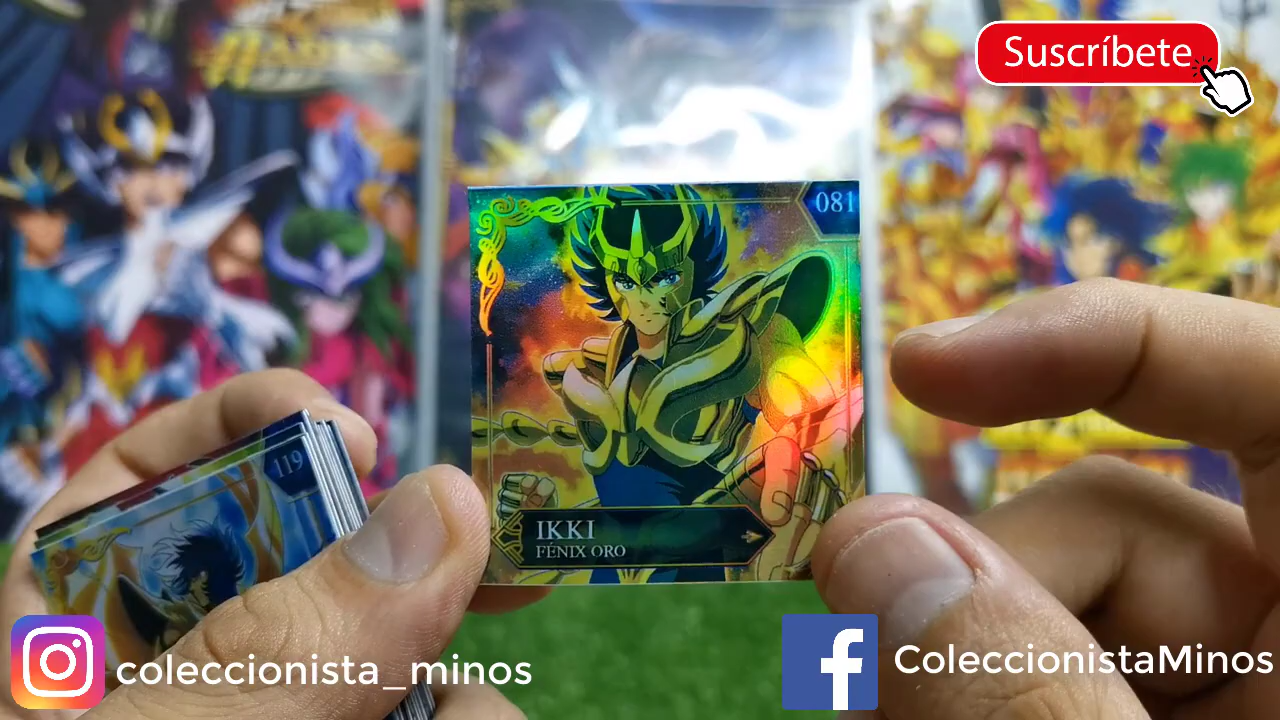 Suscríbete
081
119
IKKI
FÉNIX ORO
coleccionista_minos
ColeccionistaMinos